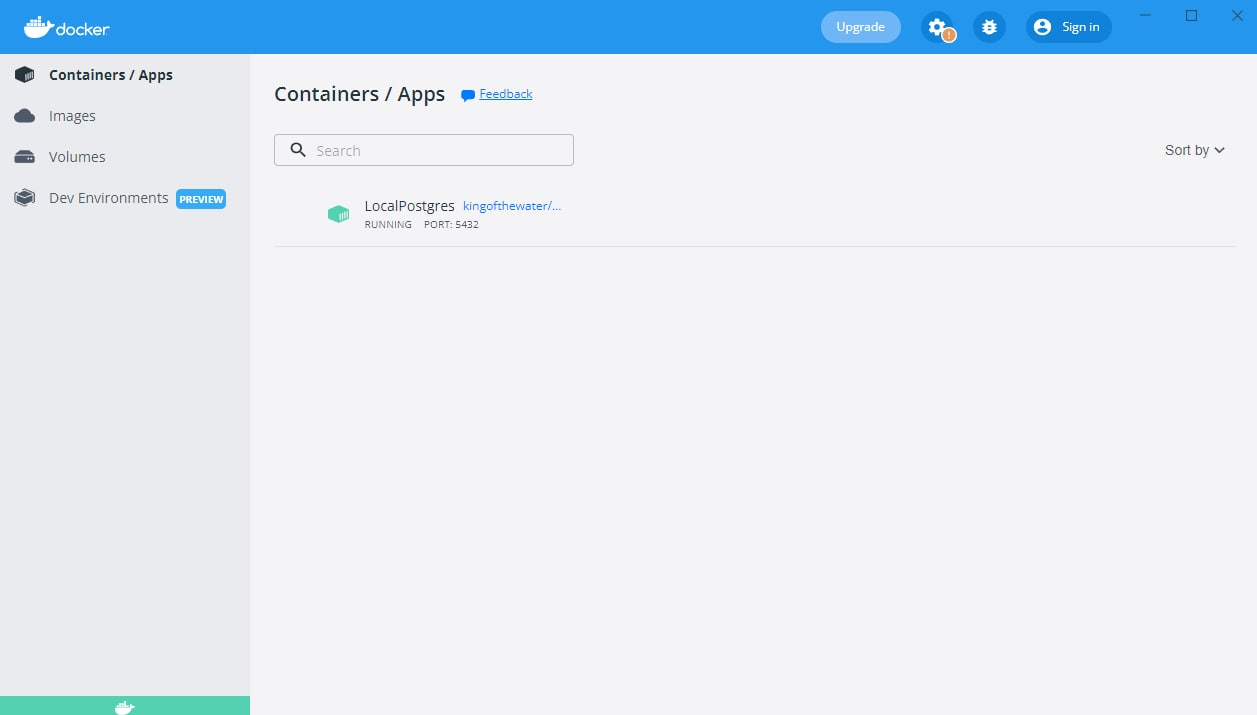 docker
Upgrade
Sign in
Containers / Apps
Images
Volumes
Dev Environments PREVIEW
Containers / Apps Feedback
Search
Sort by
LocalPostgres kingofthewater/...
RUNNING PORT: 5432